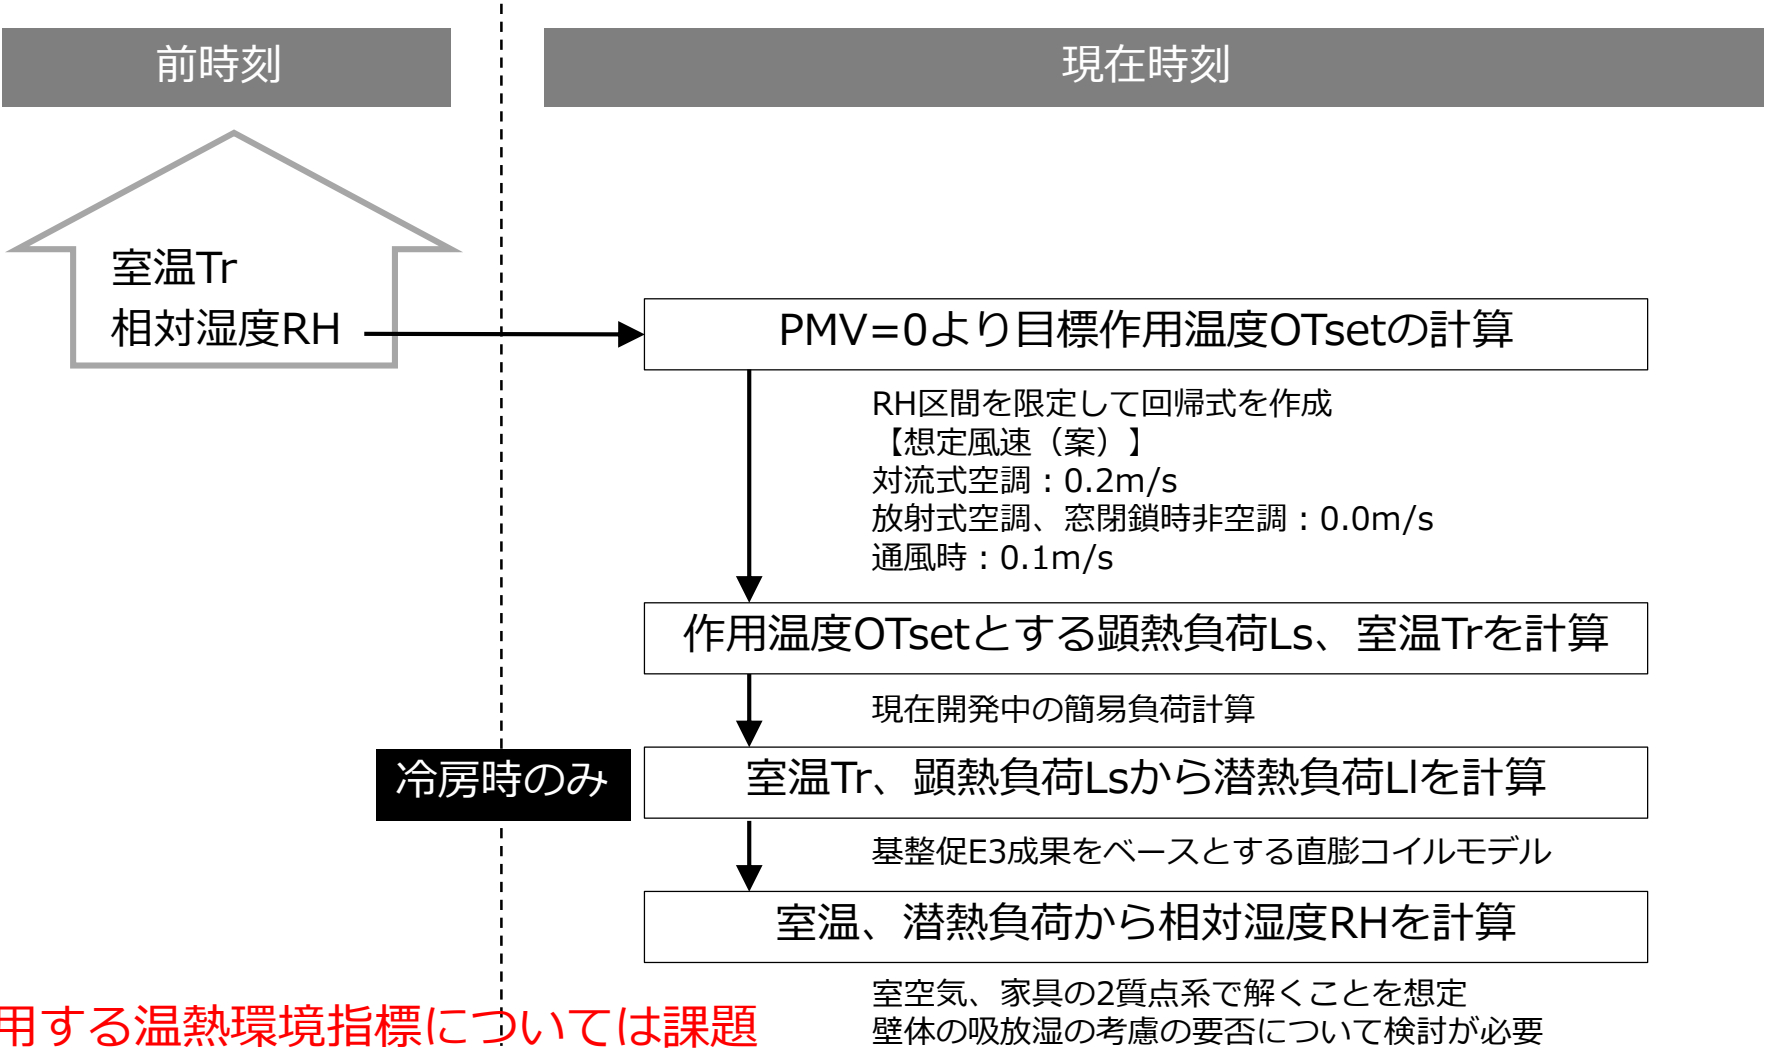 前時刻
現在時刻
室温Tr
相対湿度RH
PMV=0より目標作用温度OTsetの計算
RH区間を限定して回帰式を作成
【想定風速（案）】
対流式空調：0.2m/s
放射式空調、窓閉鎖時非空調：0.0m/s
通風時：0.1m/s
作用温度OTsetとする顕熱負荷Ls、室温Trを計算
現在開発中の簡易負荷計算
冷房時のみ
室温Tr、顕熱負荷Lsから潜熱負荷Llを計算
基整促E3成果をベースとする直膨コイルモデル
室温、潜熱負荷から相対湿度RHを計算
室空気、家具の2質点系で解くことを想定
壁体の吸放湿の考慮の要否について検討が必要
用する温熱環境指標については課題